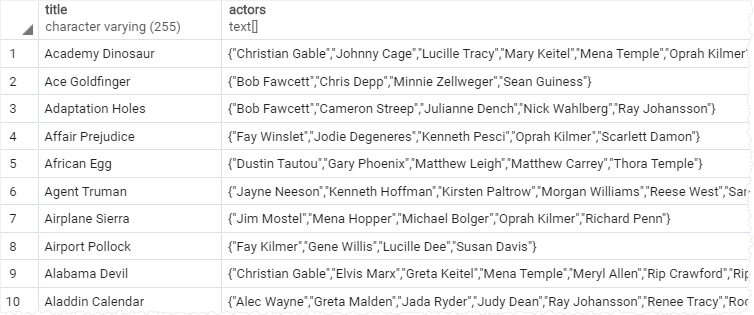 title actors
character varying (255) text[]
1 Academy Dinosaur {"Christian Gable","Johnny Cage","Lucille Tracy","Mary Keitel","Mena Temple","Oprah Kilmer"
2 Ace Goldfinger {"Bob Fawcett","Chris Depp","Minnie Zellweger","Sean Guiness"}
3 Adaptation Holes {"Bob Fawcett","Cameron Streep","Julianne Dench","Nick Wahlberg","Ray Johansson"}
4 Affair Prejudice {"Fay Winslet","Jodie Degeneres","Kenneth Pesci","Oprah Kilmer","Scarlett Damon"}
5 African Egg {"Dustin Tautou","Gary Phoenix","Matthew Leigh","Matthew Carrey","Thora Temple"}
6 Agent Truman {"Jayne Neeson","Kenneth Hoffman","Kirsten Paltrow","Morgan Williams","Reese West","
7 Airplane Sierra {"Jim Mostel","Mena Hopper","Michael Bolger","Oprah Kilmer","Richard Penn"}
8 Airport Pollock {"Fay Kilmer","Gene Willis","Lucille Dee","Susan Davis"}
9 Alabama Devil {"Christian Gable","Elvis Marx","Greta Keitel","Mena Temple","Meryl Allen","Rip Crawford","
10 Aladdin Calendar {"Alec Wayne","Greta Malden","Jada Ryder","Judy Dean","Ray Johansson","Renee Tracy","